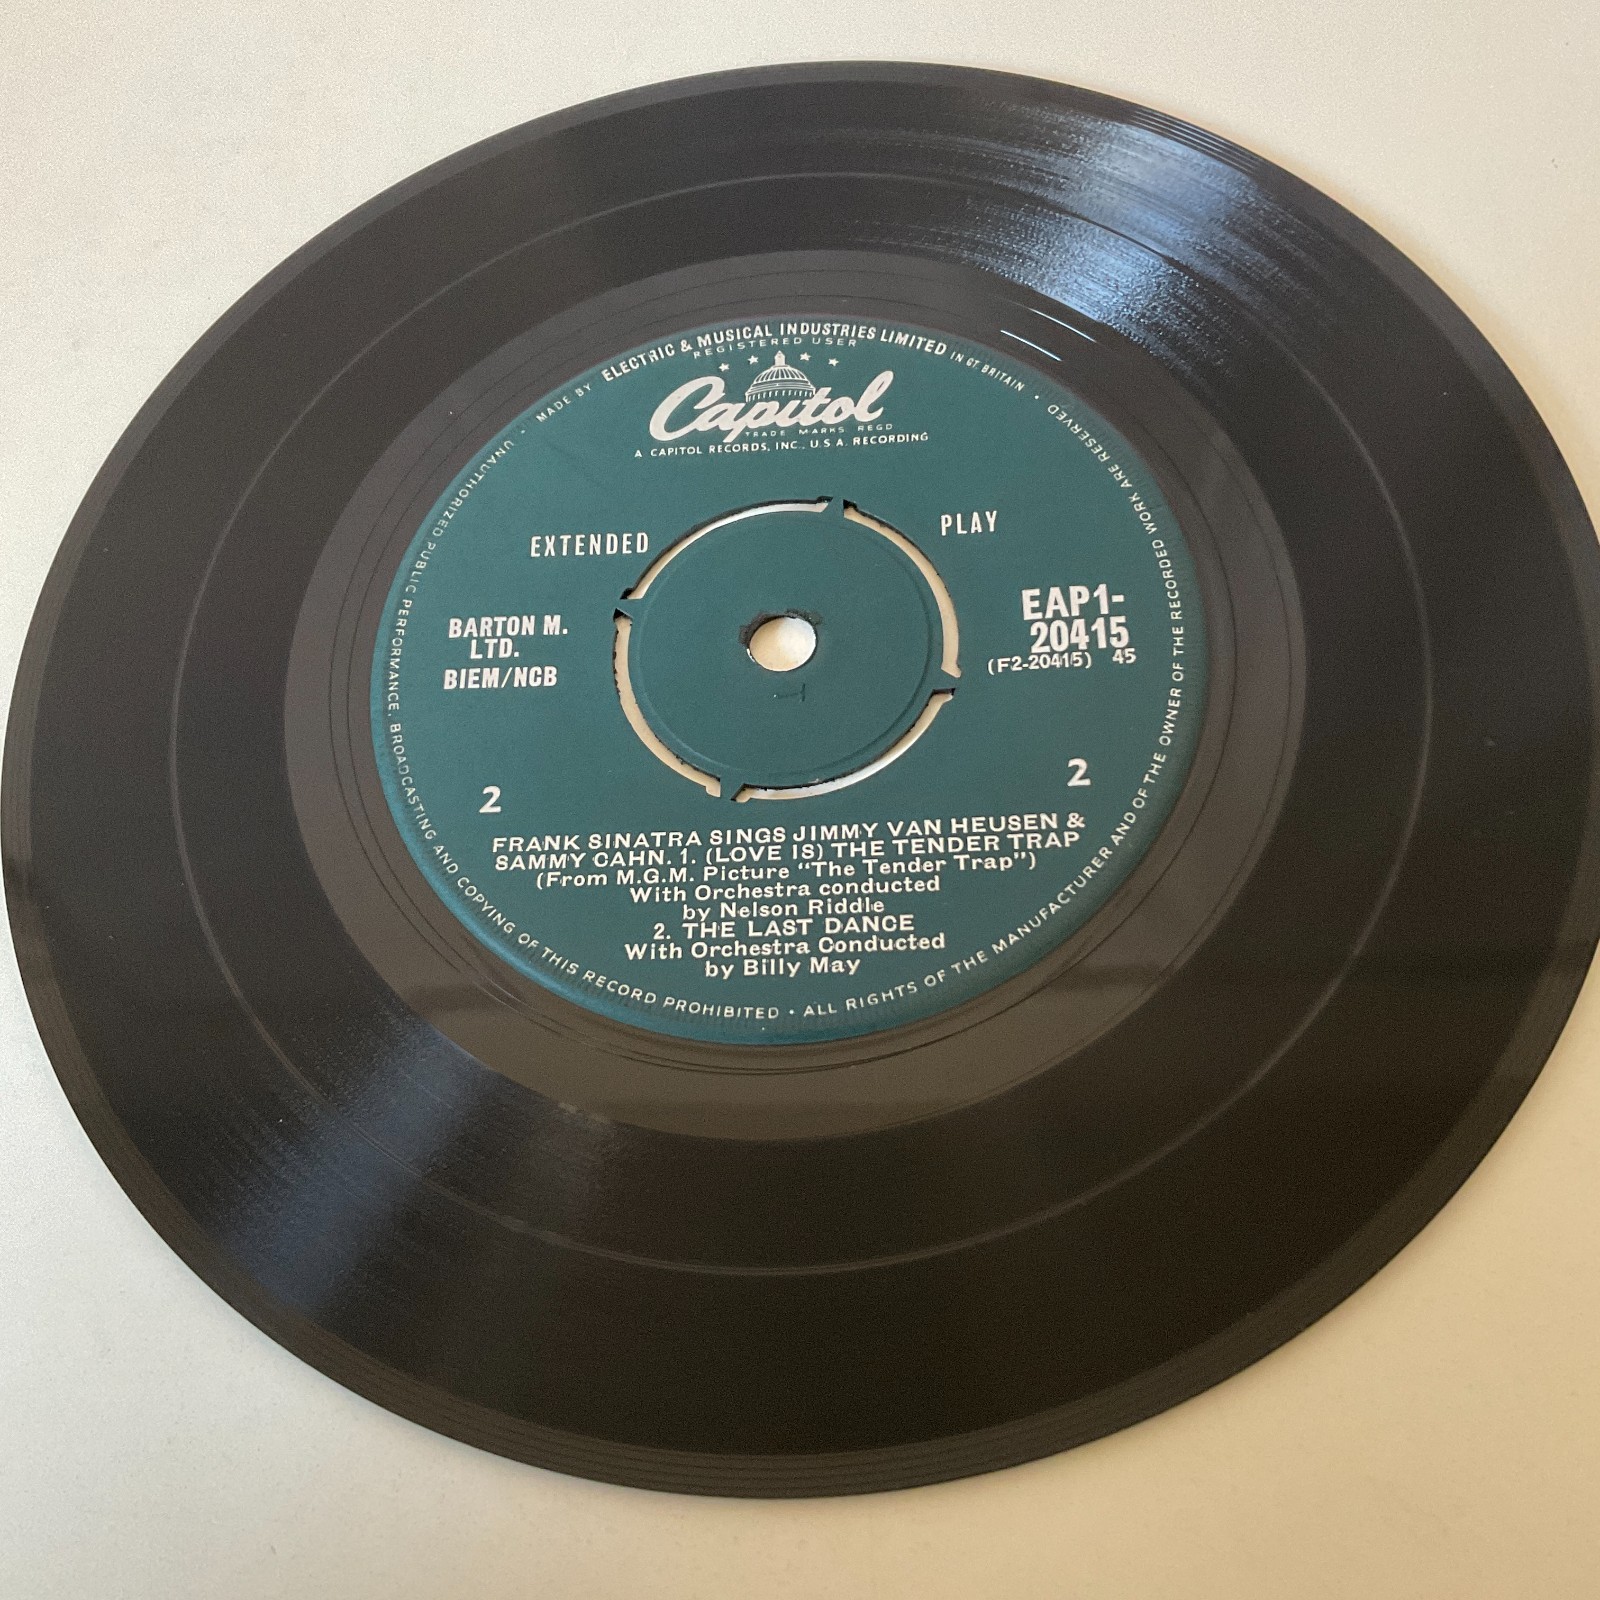 MADE BY ELECTRIC & MUSICAL INDUSTRIES LIMITED IN GT. BRITAIN •
REGISTERED USER
Capitol
TRADE MARKS REGD
A CAPITOL RECORDS, INC., U.S.A. RECORDING
EXTENDED PLAY
BARTON M.
LTD.
BIEM/NCB
EAP1-
20415
(F2-20415) 45
2 2
FRANK SINATRA SINGS JIMMY VAN HEUSEN &
SAMMY CAHN. 1. (LOVE IS) THE TENDER TRAP
(From M.G.M. Picture "The Tender Trap")
With Orchestra conducted
by Nelson Riddle
2. THE LAST DANCE
With Orchestra Conducted
by Billy May
• UNAUTHORIZED PUBLIC PERFORMANCE, BROADCASTING AND COPYING OF THIS RECORD PROHIBITED • ALL RIGHTS OF THE MANUFACTURER AND OF THE OWNER OF THE RECORDED WORK ARE RESERVED